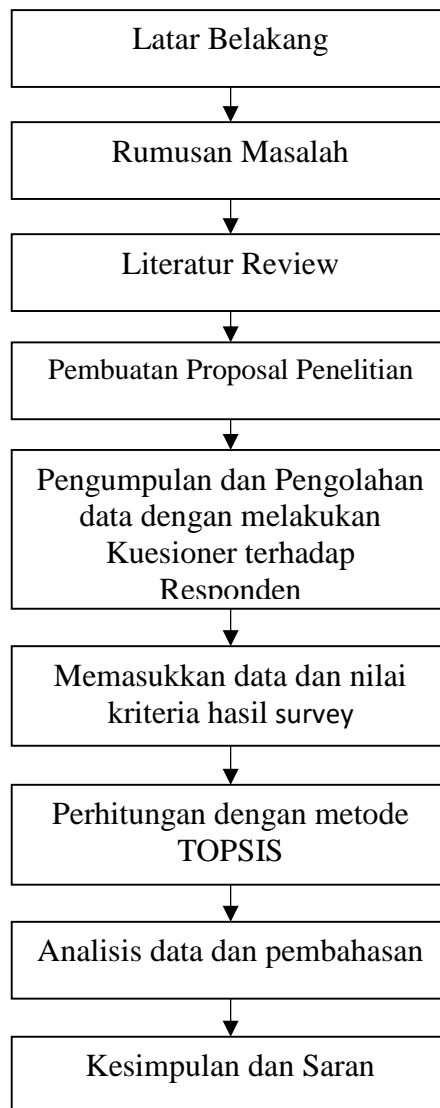 Latar Belakang
Rumusan Masalah
Literatur Review
Pembuatan Proposal Penelitian
Pengumpulan dan Pengolahan
data dengan melakukan
Kuesioner terhadap
Responden
Memasukkan data dan nilai
kriteria hasil survey
Perhitungan dengan metode
TOPSIS
Analisis data dan pembahasan
Kesimpulan dan Saran